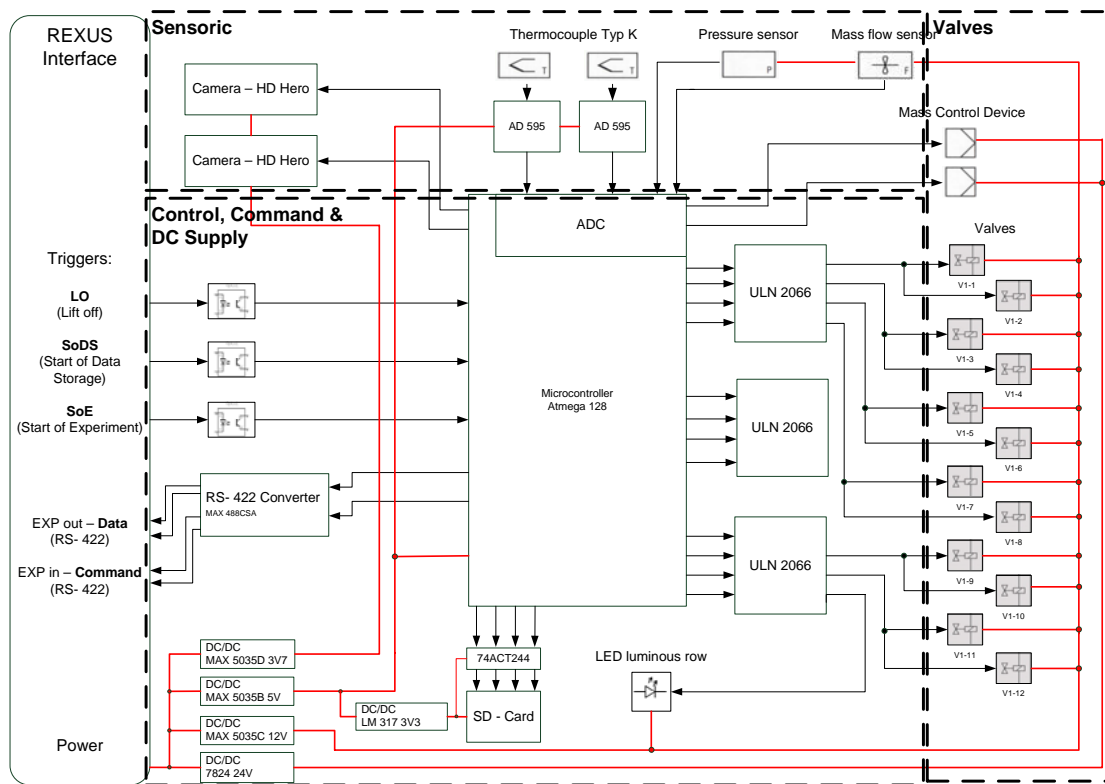 REXUS
Interface
Sensoric
Thermocouple Typ K
Pressure sensor
Mass flow sensor
Valves
T
T
P
F
Camera – HD Hero
AD 595
AD 595
Mass Control Device
Camera – HD Hero
Control, Command &
DC Supply
ADC
Valves
Triggers:
LO
(Lift off)
SoDS
(Start of Data
Storage)
SoE
(Start of Experiment)
ULN 2066
Microcontroller
Atmega 128
ULN 2066
ULN 2066
V1-1
V1-2
V1-3
V1-4
V1-5
V1-6
V1-7
V1-8
V1-9
V1-10
V1-11
V1-12
RS- 422 Converter
MAX 488CSA
EXP out – Data
(RS- 422)
EXP in – Command
(RS- 422)
DC/DC
MAX 5035D 3V7
DC/DC
MAX 5035B 5V
DC/DC
LM 317 3V3
DC/DC
MAX 5035C 12V
DC/DC
7824 24V
74ACT244
SD - Card
LED luminous row
Power